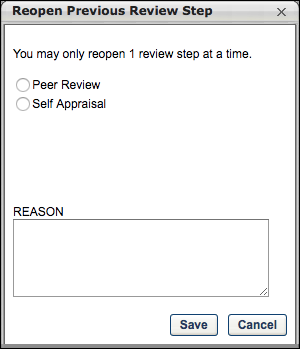 Reopen Previous Review Step
You may only reopen 1 review step at a time.
Peer Review
Self Appraisal
REASON
Save Cancel